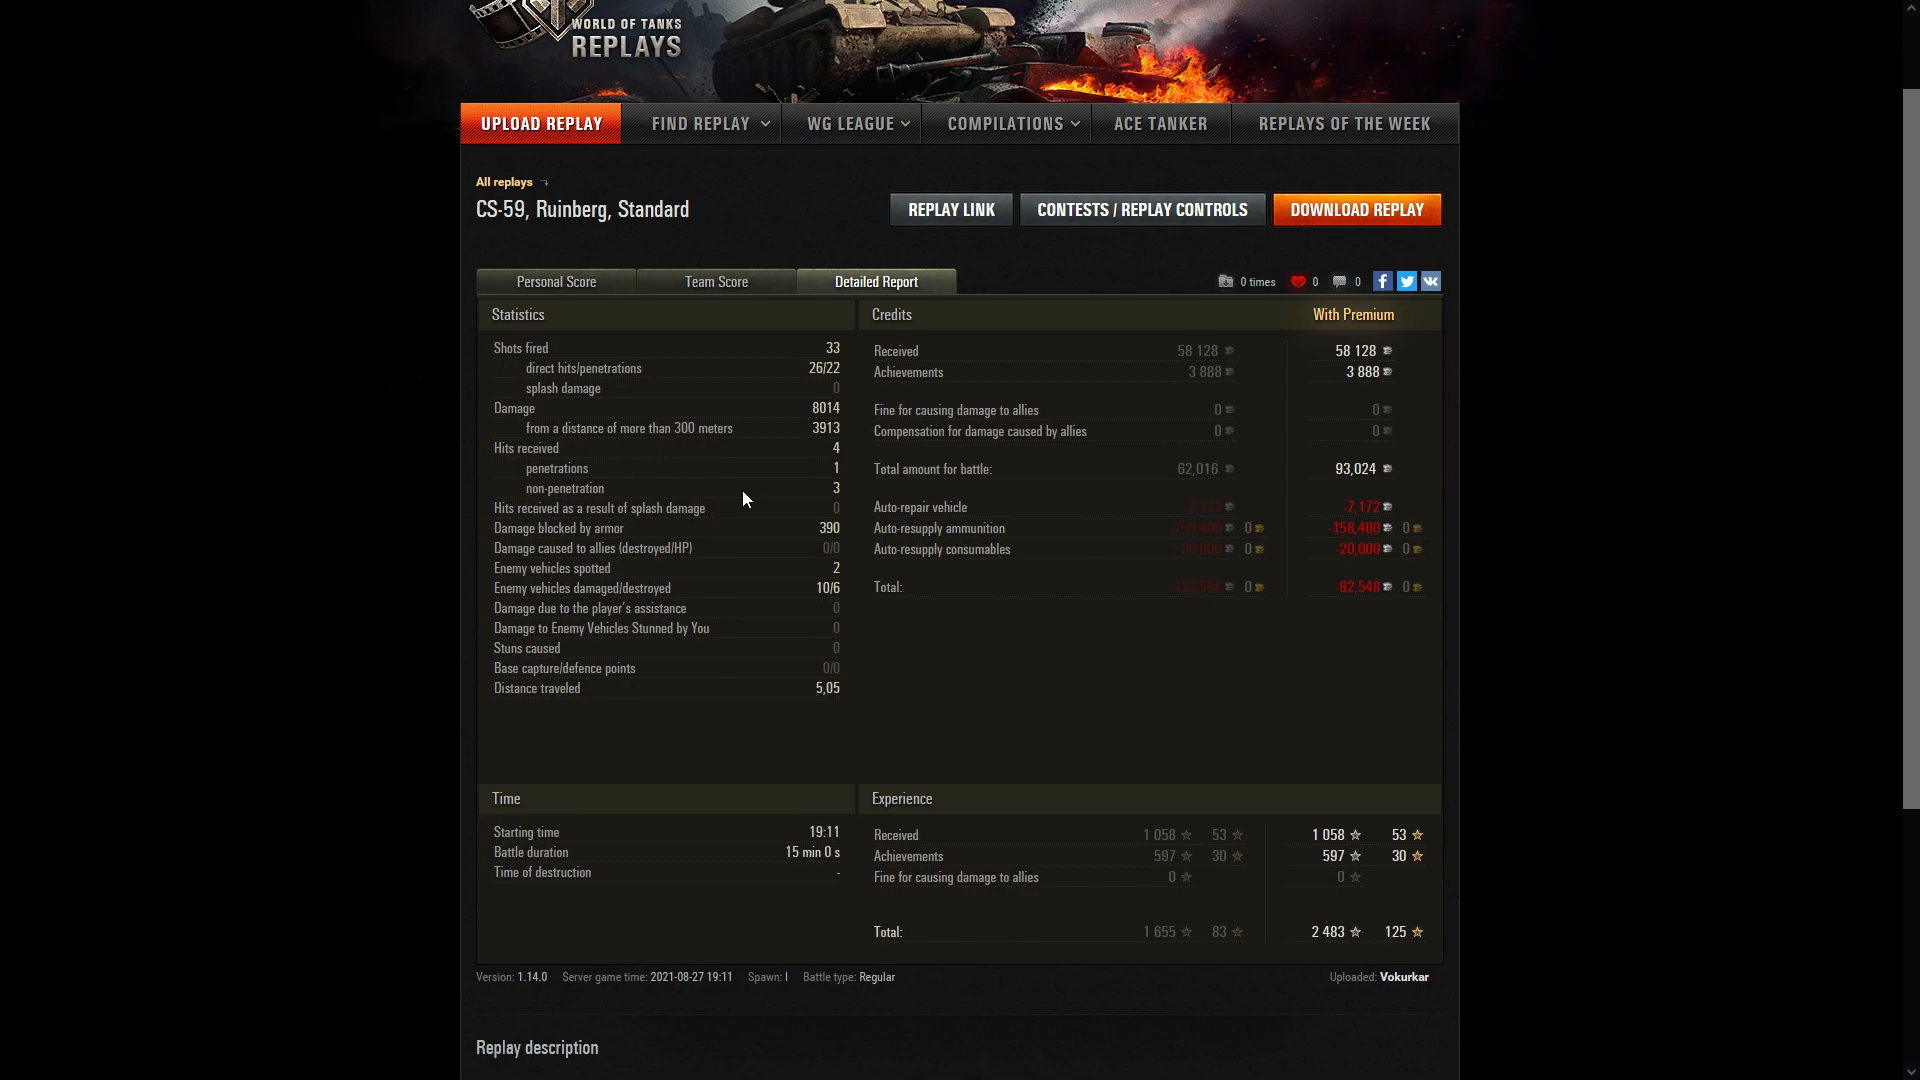 WORLD OF TANKS
REPLAYS
UPLOAD REPLAY FIND REPLAY WG LEAGUE COMPILATIONS ACE TANKER REPLAYS OF THE WEEK
All replays
CS-59, Ruinberg, Standard
REPLAY LINK CONTESTS / REPLAY CONTROLS DOWNLOAD REPLAY
Personal Score Team Score Detailed Report 0 times 0 0
Statistics
Shots fired 33
direct hits/penetrations 26/22
splash damage 0
Damage 8014
from a distance of more than 300 meters 3913
Hits received 4
penetrations 1
non-penetration 3
Hits received as a result of splash damage 0
Damage blocked by armor 390
Damage caused to allies (destroyed/HP) 0/0
Enemy vehicles spotted 2
Enemy vehicles damaged/destroyed 10/6
Damage due to the player's assistance 0
Damage to Enemy Vehicles Stunned by You 0
Stuns caused 0
Base capture/defence points 0/0
Distance traveled 5,05
Credits With Premium
Received 58 128 58 128
Achievements 3 888 3 888
Fine for causing damage to allies 0 0
Compensation for damage caused by allies 0 0
Total amount for battle: 62,016 93,024
Auto-repair vehicle -7,172 -7,172
Auto-resupply ammunition -158,400 0 -158,400 0
Auto-resupply consumables -20,000 0 -20,000 0
Total: 0 -92,548 0
Time
Starting time 19:11
Battle duration 15 min 0 s
Time of destruction -
Experience
Received 1 058 53 1 058 53
Achievements 597 30 597 30
Fine for causing damage to allies 0 0
Total: 1 655 83 2 483 125
Version: 1.14.0 Server game time: 2021-08-27 19:11 Spawn: I Battle type: Regular Uploaded: Vokurkar
Replay description